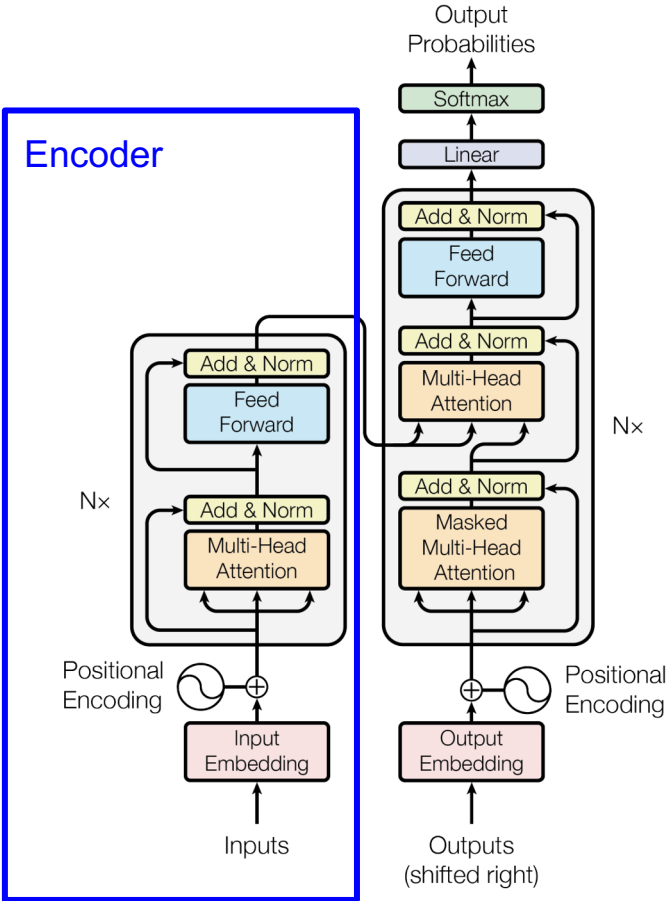 Encoder
Add & Norm
Feed
Forward
Nx
Add & Norm
Multi-Head
Attention
Positional
Encoding
Input
Embedding
Inputs
Output
Probabilities
Softmax
Linear
Add & Norm
Feed
Forward
Add & Norm
Multi-Head
Attention
N×
Add & Norm
Masked
Multi-Head
Attention
Positional
Encoding
Output
Embedding
Outputs
(shifted right)